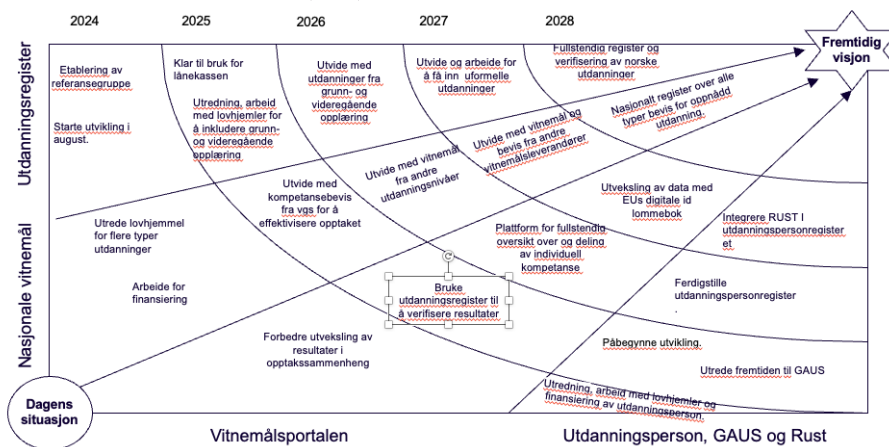 2024
2025
2026
2027
2028
Fremtidig
visjon
Utdanningsregister
Etablering av
referansegruppe
Starte utvikling i
august.
Klar til bruk for
lånekassen
Utredning, arbeid
med lovhjemler for
å inkludere grunn-
og videregående
opplæring
Utvide med
utdanninger fra
grunn- og
videregående
opplæring
Utvide og arbeide for
å få inn uformelle
utdanninger
Fullstendig register og
verifisering av norske
utdanninger
Nasjonale vitnemål
Utrede lovhjemmel
for flere typer
utdanninger
Arbeide for
finansiering
Utvide med
kompetansebevis
fra vgs for å
effektivisere opptaket
Utvide med vitnemål
fra andre
utdanningsnivåer
Utvide med vitnemål og
bevis fra andre
vitnemålsleverandører
Nasjonalt register over alle
typer bevis for oppnådd
utdanning.
Forbedre utveksling av
resultater i
opptakssammenheng
Bruke
utdanningsregister til
å verifisere resultater
Plattform for fullstendig
oversikt over og deling
av individuell
kompetanse
Utveksling av data med
EUs digitale id
lommebok
Utredning, arbeid med lovhjemler og
finansiering av utdanningsperson.
Påbegynne utvikling.
Utrede fremtiden til GAUS
Ferdigstille
utdanningspersonregister
.
Integrere RUST I
utdanningspersonregister
et
Dagens
situasjon
Vitnemålsportalen
Utdanningsperson, GAUS og Rust